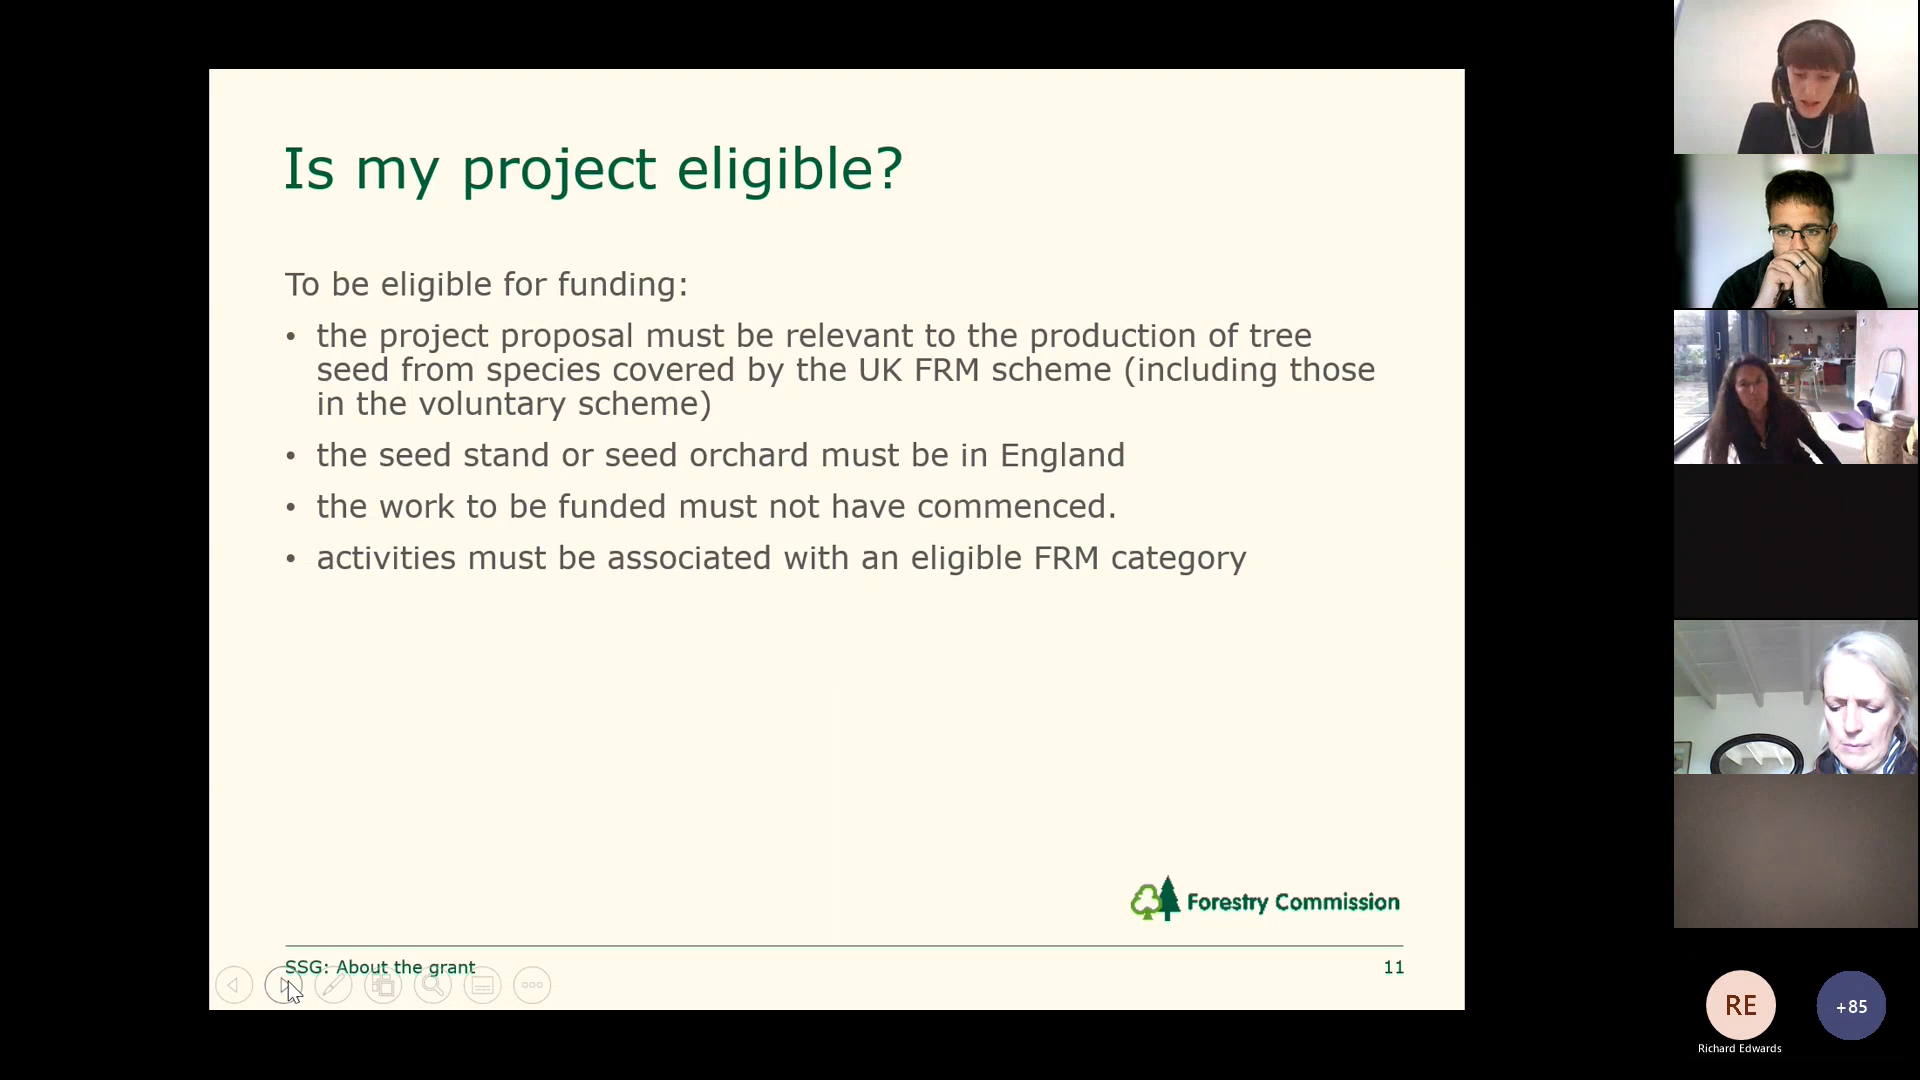 Is my project eligible?
To be eligible for funding:
• the project proposal must be relevant to the production of tree
seed from species covered by the UK FRM scheme (including those
in the voluntary scheme)
• the seed stand or seed orchard must be in England
• the work to be funded must not have commenced.
• activities must be associated with an eligible FRM category
Forestry Commission
SSG: About the grant
11
RE
+85
Richard Edwards